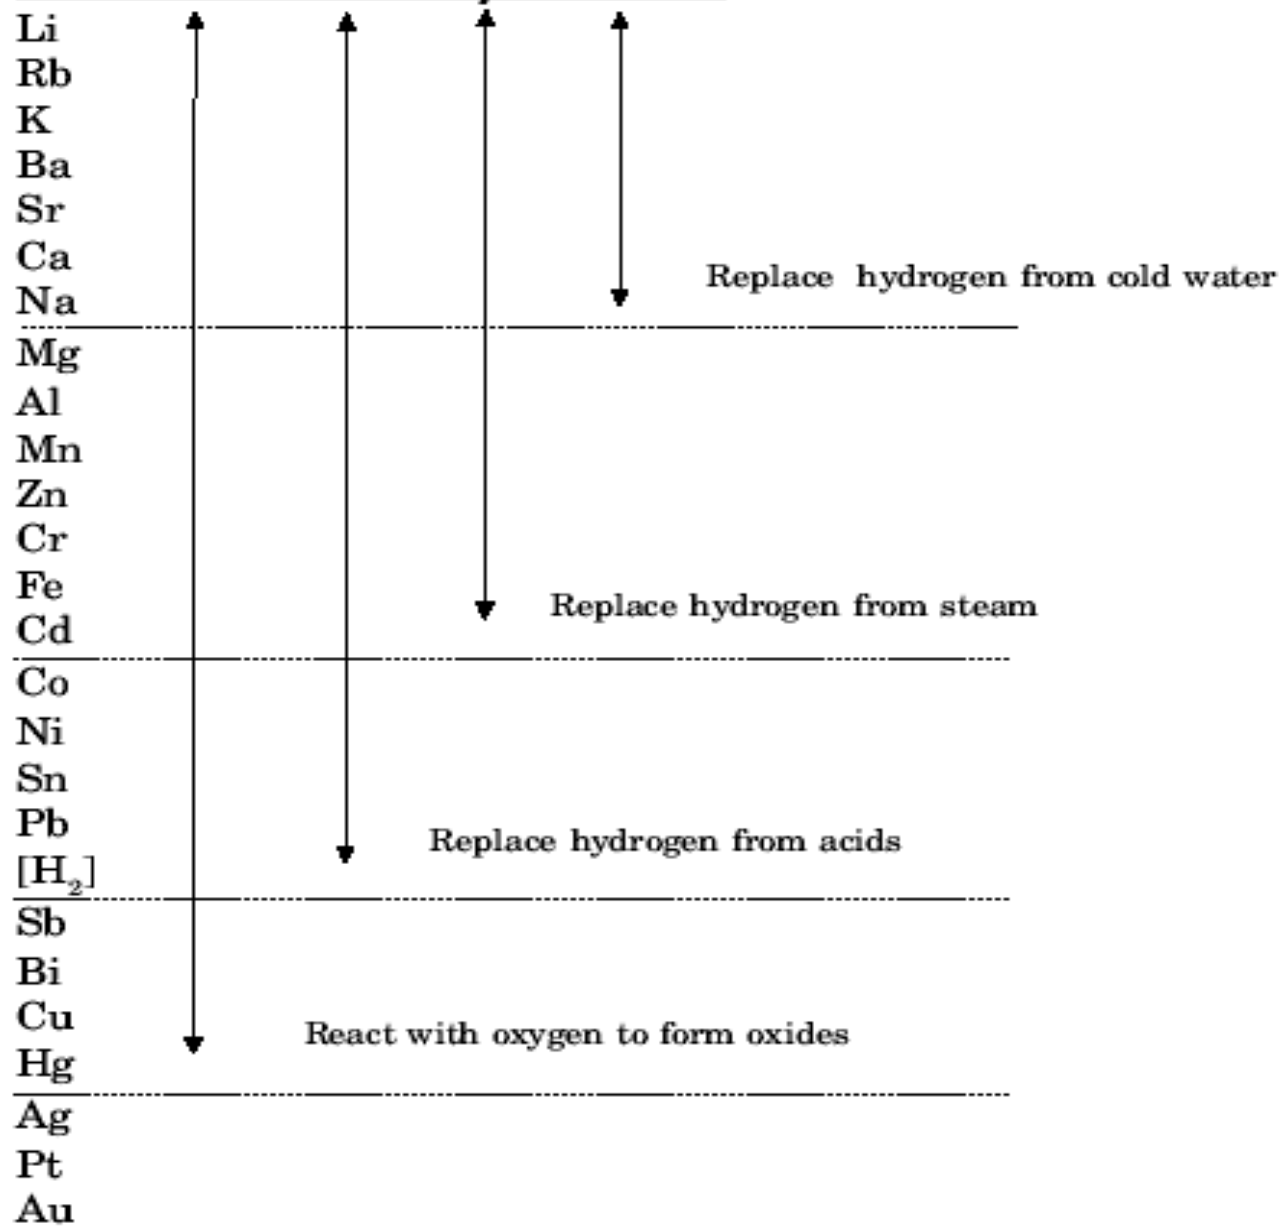 Li
Rb
K
Ba
Sr
Ca
Replace hydrogen from cold water
Na
Mg
Al
Mn
Zn
Cr
Fe
Replace hydrogen from steam
Cd
Co
Ni
Sn
Pb
Replace hydrogen from acids
[H₂]
Sb
Bi
Cu
React with oxygen to form oxides
Hg
Ag
Pt
Au